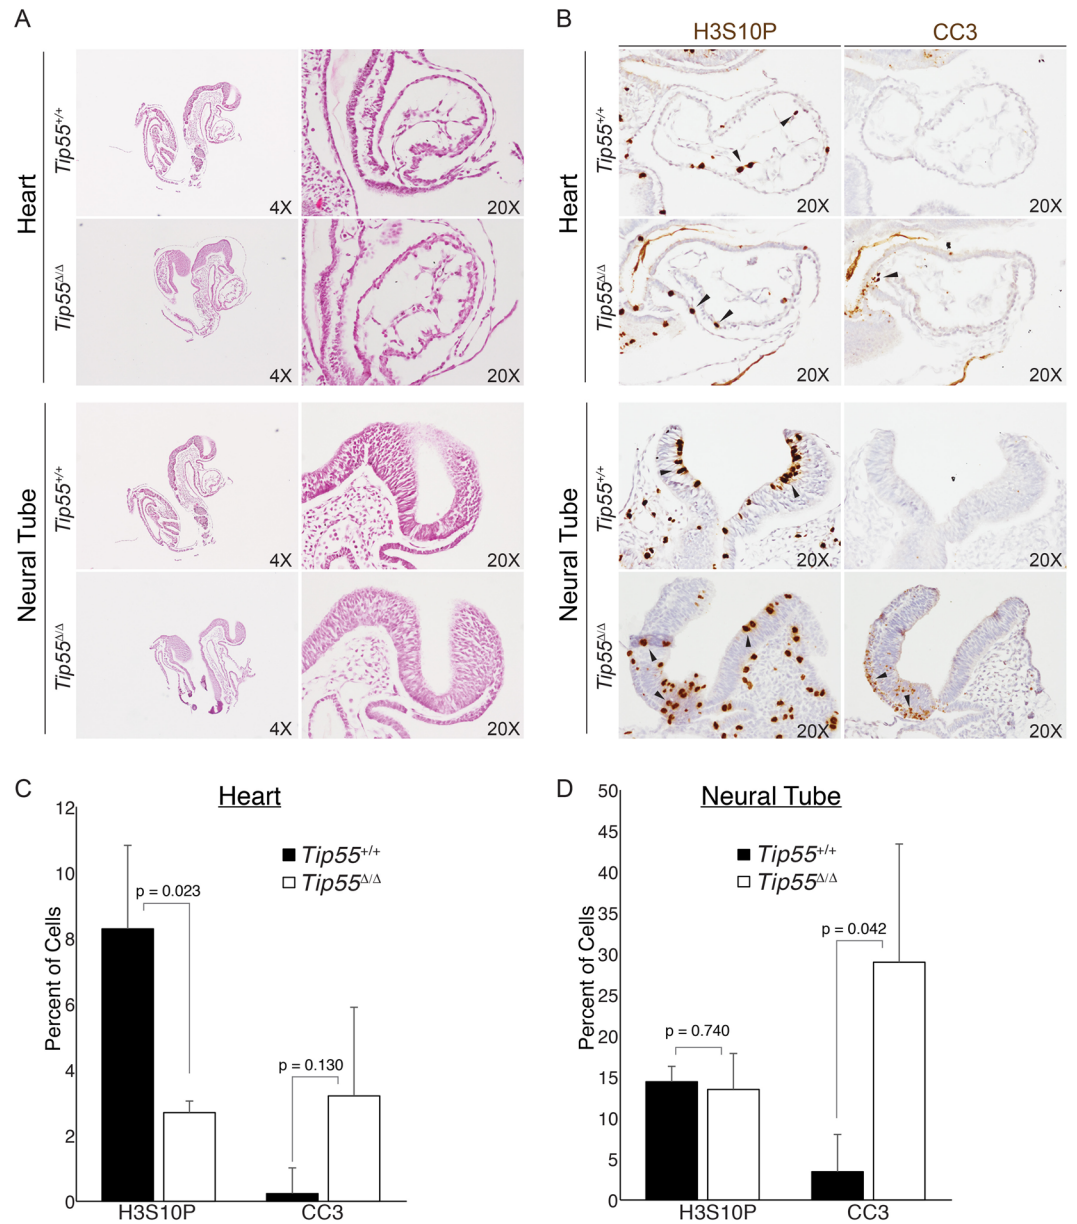 A
Heart
Tip55+/+
4X
20X
Tip55Δ/Δ
4X
20X
Neural Tube
Tip55+/+
4X
20X
Tip55Δ/Δ
4X
20X
B
H3S10P
CC3
Heart
Tip55+/+
20X
20X
Tip55Δ/Δ
20X
20X
Neural Tube
Tip55+/+
20X
20X
Tip55Δ/Δ
20X
20X
C
Heart
Tip55+/+
Tip55Δ/Δ
Percent of Cells
12
10
8
6
4
2
0
p = 0.023
p = 0.130
H3S10P
CC3
D
Neural Tube
Tip55+/+
Tip55Δ/Δ
Percent of Cells
50
45
40
35
30
25
20
15
10
5
0
p = 0.740
p = 0.042
H3S10P
CC3